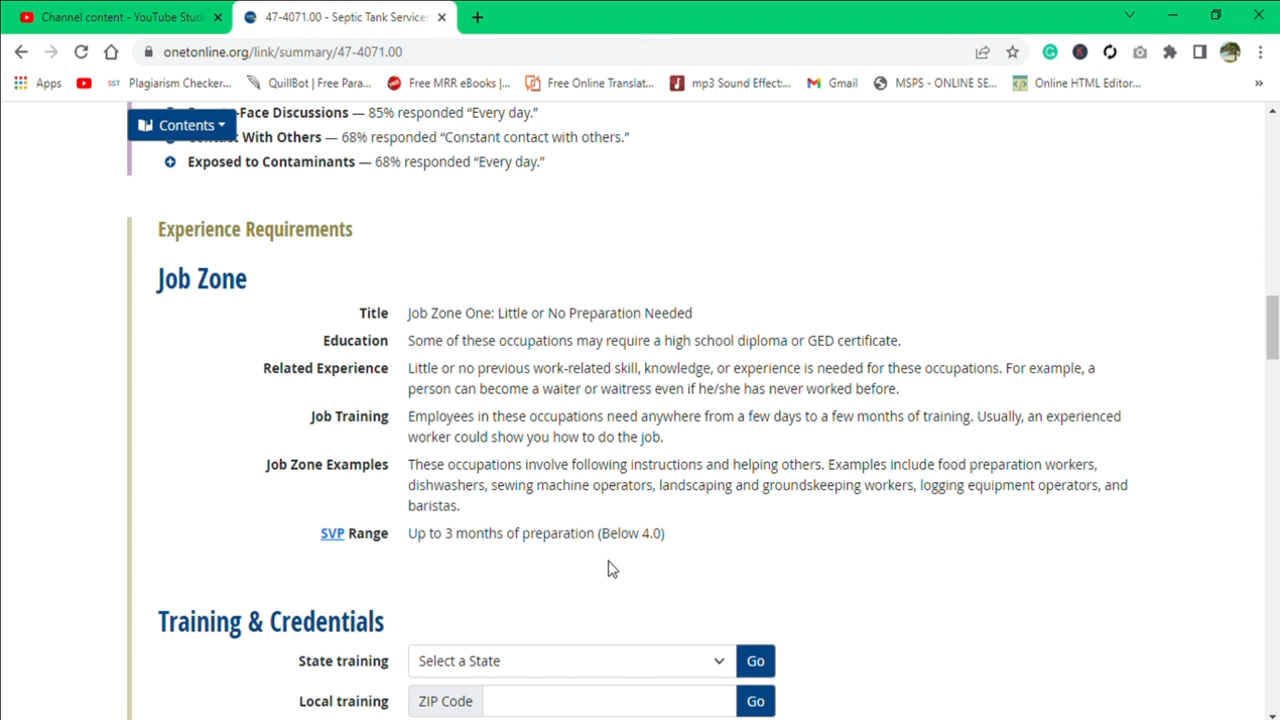 Channel content - YouTube Stud
47-4071.00 - Septic Tank Service
onetonline.org/link/summary/47-4071.00
Apps
SST Plagiarism Checker...
QuillBot | Free Para...
Free MRR eBooks |...
Free Online Translat...
mp3 Sound Effect:...
Gmail
MSPS - ONLINE SE...
Online HTML Editor...
»
-Face Discussions — 85% responded “Every day.”
Contents
With Others — 68% responded “Constant contact with others.”
Exposed to Contaminants — 68% responded “Every day.”
Experience Requirements
Job Zone
Title Job Zone One: Little or No Preparation Needed
Education Some of these occupations may require a high school diploma or GED certificate.
Related Experience Little or no previous work-related skill, knowledge, or experience is needed for these occupations. For example, a
person can become a waiter or waitress even if he/she has never worked before.
Job Training Employees in these occupations need anywhere from a few days to a few months of training. Usually, an experienced
worker could show you how to do the job.
Job Zone Examples These occupations involve following instructions and helping others. Examples include food preparation workers,
dishwashers, sewing machine operators, landscaping and groundskeeping workers, logging equipment operators, and
baristas.
SVP Range Up to 3 months of preparation (Below 4.0)
Training & Credentials
State training Select a State Go
Local training ZIP Code Go